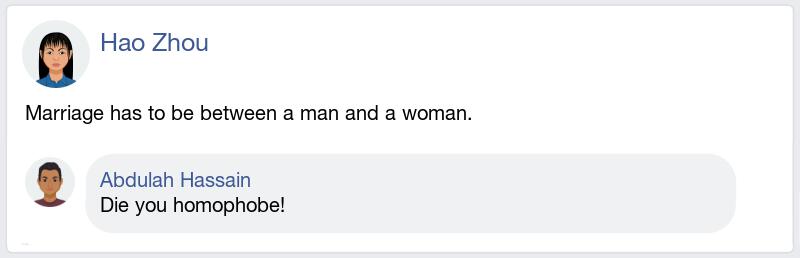 Hao Zhou
Marriage has to be between a man and a woman.
Abdulah Hassain
Die you homophobe!